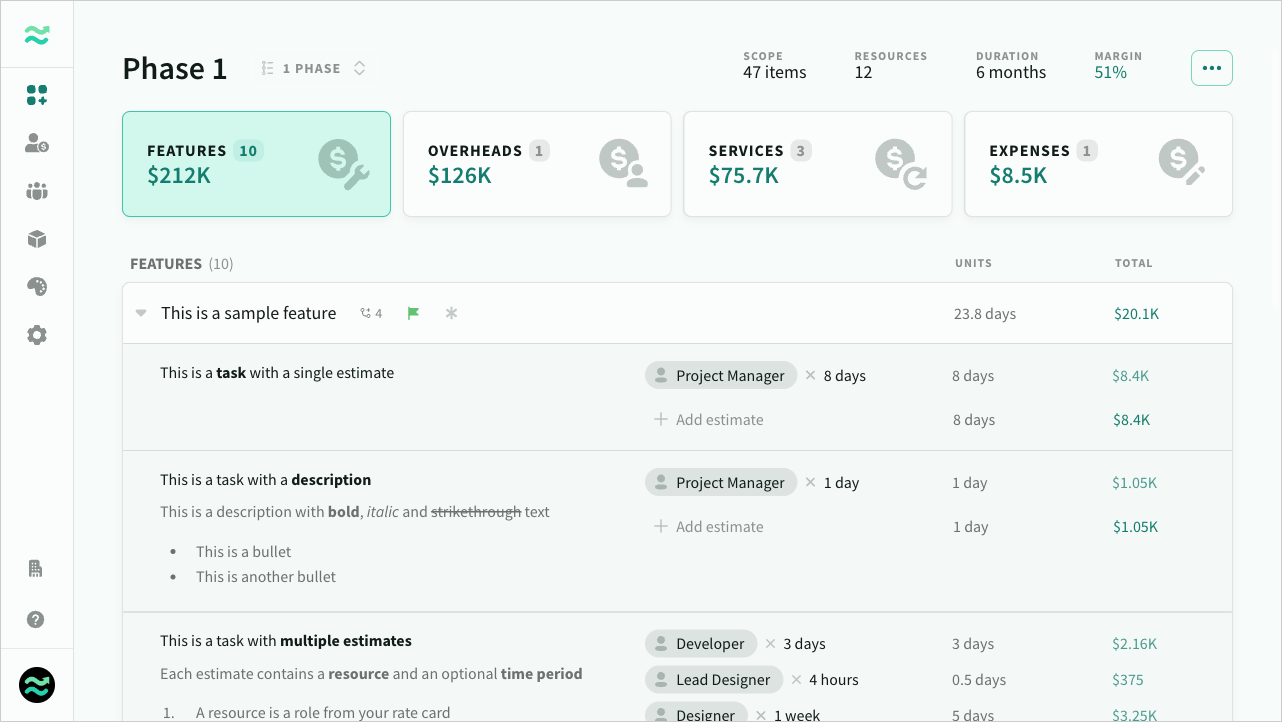 Phase 1
1 PHASE
SCOPE
47 items
RESOURCES
12
DURATION
6 months
MARGIN
51%
FEATURES 10
$212K
OVERHEADS 1
$126K
SERVICES 3
$75.7K
EXPENSES 1
$8.5K
FEATURES (10) UNITS TOTAL
This is a sample feature 4 23.8 days $20.1K
This is a task with a single estimate Project Manager × 8 days 8 days $8.4K
+ Add estimate 8 days $8.4K
This is a task with a description Project Manager × 1 day 1 day $1.05K
This is a description with bold, italic and strikethrough text
+ Add estimate 1 day $1.05K
• This is a bullet
• This is another bullet
This is a task with multiple estimates Developer × 3 days 3 days $2.16K
Each estimate contains a resource and an optional time period Lead Designer × 4 hours 0.5 days $375
1. A resource is a role from your rate card Designer × 1 week 5 days $3.25K